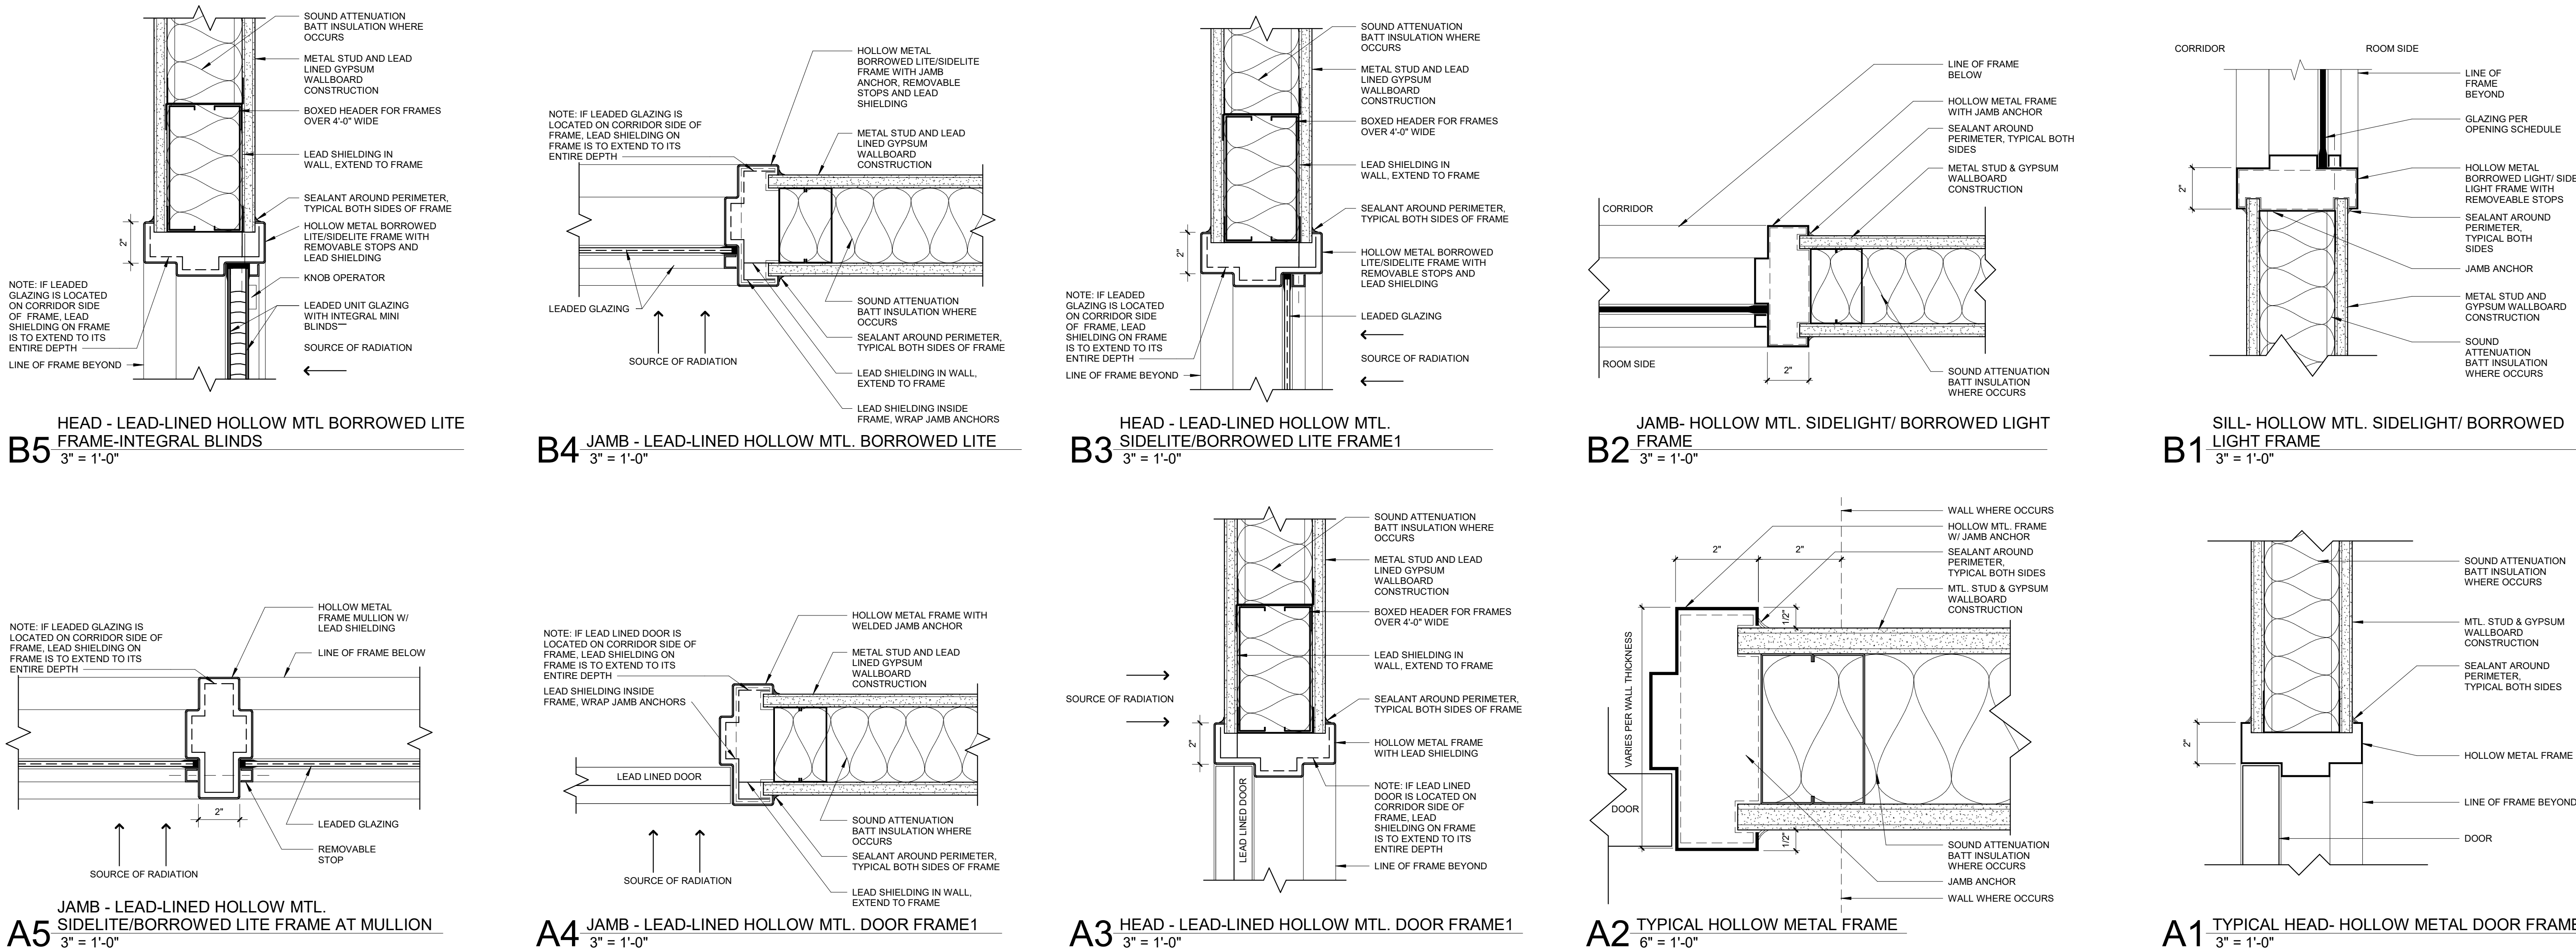 SOUND ATTENUATION
BATT INSULATION WHERE
OCCURS
METAL STUD AND LEAD
LINED GYPSUM
WALLBOARD
CONSTRUCTION
BOXED HEADER FOR FRAMES
OVER 4'-0" WIDE
LEAD SHIELDING IN
WALL, EXTEND TO FRAME
SEALANT AROUND PERIMETER,
TYPICAL BOTH SIDES OF FRAME
2"
HOLLOW METAL BORROWED
LITE/SIDELITE FRAME WITH
REMOVABLE STOPS AND
LEAD SHIELDING
KNOB OPERATOR
NOTE: IF LEADED
GLAZING IS LOCATED
ON CORRIDOR SIDE
OF FRAME, LEAD
SHIELDING ON FRAME
IS TO EXTEND TO ITS
ENTIRE DEPTH
LEADED UNIT GLAZING
WITH INTEGRAL MINI
BLINDS
SOURCE OF RADIATION
LINE OF FRAME BEYOND
B5
HEAD - LEAD-LINED HOLLOW MTL BORROWED LITE
FRAME-INTEGRAL BLINDS
3" = 1'-0"
HOLLOW METAL
BORROWED LITE/SIDELITE
FRAME WITH JAMB
ANCHOR, REMOVABLE
STOPS AND LEAD
SHIELDING
NOTE: IF LEADED GLAZING IS
LOCATED ON CORRIDOR SIDE OF
FRAME, LEAD SHIELDING ON
FRAME IS TO EXTEND TO ITS
ENTIRE DEPTH
METAL STUD AND LEAD
LINED GYPSUM
WALLBOARD
CONSTRUCTION
LEADED GLAZING
SOURCE OF RADIATION
SOUND ATTENUATION
BATT INSULATION WHERE
OCCURS
SEALANT AROUND PERIMETER,
TYPICAL BOTH SIDES OF FRAME
LEAD SHIELDING IN WALL,
EXTEND TO FRAME
LEAD SHIELDING INSIDE
FRAME, WRAP JAMB ANCHORS
B4
JAMB - LEAD-LINED HOLLOW MTL. BORROWED LITE
3" = 1'-0"
SOUND ATTENUATION
BATT INSULATION WHERE
OCCURS
METAL STUD AND LEAD
LINED GYPSUM
WALLBOARD
CONSTRUCTION
BOXED HEADER FOR FRAMES
OVER 4'-0" WIDE
LEAD SHIELDING IN
WALL, EXTEND TO FRAME
SEALANT AROUND PERIMETER,
TYPICAL BOTH SIDES OF FRAME
2"
HOLLOW METAL BORROWED
LITE/SIDELITE FRAME WITH
REMOVABLE STOPS AND
LEAD SHIELDING
NOTE: IF LEADED
GLAZING IS LOCATED
ON CORRIDOR SIDE
OF FRAME, LEAD
SHIELDING ON FRAME
IS TO EXTEND TO ITS
ENTIRE DEPTH
LEADED GLAZING
SOURCE OF RADIATION
LINE OF FRAME BEYOND
B3
HEAD - LEAD-LINED HOLLOW MTL.
SIDELITE/BORROWED LITE FRAME1
3" = 1'-0"
LINE OF FRAME
BELOW
HOLLOW METAL FRAME
WITH JAMB ANCHOR
SEALANT AROUND
PERIMETER, TYPICAL BOTH
SIDES
METAL STUD & GYPSUM
WALLBOARD
CONSTRUCTION
CORRIDOR
ROOM SIDE
2"
SOUND ATTENUATION
BATT INSULATION
WHERE OCCURS
B2
JAMB- HOLLOW MTL. SIDELIGHT/ BORROWED LIGHT
FRAME
3" = 1'-0"
CORRIDOR
ROOM SIDE
LINE OF
FRAME
BEYOND
GLAZING PER
OPENING SCHEDULE
2"
HOLLOW METAL
BORROWED LIGHT/ SIDE
LIGHT FRAME WITH
REMOVEABLE STOPS
SEALANT AROUND
PERIMETER,
TYPICAL BOTH
SIDES
JAMB ANCHOR
METAL STUD AND
GYPSUM WALLBOARD
CONSTRUCTION
SOUND
ATTENUATION
BATT INSULATION
WHERE OCCURS
B1
SILL- HOLLOW MTL. SIDELIGHT/ BORROWED
LIGHT FRAME
3" = 1'-0"
HOLLOW METAL
FRAME MULLION W/
LEAD SHIELDING
NOTE: IF LEADED GLAZING IS
LOCATED ON CORRIDOR SIDE OF
FRAME, LEAD SHIELDING ON
FRAME IS TO EXTEND TO ITS
ENTIRE DEPTH
LINE OF FRAME BELOW
2"
LEADED GLAZING
REMOVABLE
STOP
SOURCE OF RADIATION
A5
JAMB - LEAD-LINED HOLLOW MTL.
SIDELITE/BORROWED LITE FRAME AT MULLION
3" = 1'-0"
HOLLOW METAL FRAME WITH
WELDED JAMB ANCHOR
NOTE: IF LEAD LINED DOOR IS
LOCATED ON CORRIDOR SIDE OF
FRAME, LEAD SHIELDING ON
FRAME IS TO EXTEND TO ITS
ENTIRE DEPTH
METAL STUD AND LEAD
LINED GYPSUM
WALLBOARD
CONSTRUCTION
LEAD SHIELDING INSIDE
FRAME, WRAP JAMB ANCHORS
LEAD LINED DOOR
SOURCE OF RADIATION
SOUND ATTENUATION
BATT INSULATION WHERE
OCCURS
SEALANT AROUND PERIMETER,
TYPICAL BOTH SIDES OF FRAME
LEAD SHIELDING IN WALL,
EXTEND TO FRAME
A4
JAMB - LEAD-LINED HOLLOW MTL. DOOR FRAME1
3" = 1'-0"
SOUND ATTENUATION
BATT INSULATION WHERE
OCCURS
METAL STUD AND LEAD
LINED GYPSUM
WALLBOARD
CONSTRUCTION
BOXED HEADER FOR FRAMES
OVER 4'-0" WIDE
LEAD SHIELDING IN
WALL, EXTEND TO FRAME
SOURCE OF RADIATION
SEALANT AROUND PERIMETER,
TYPICAL BOTH SIDES OF FRAME
2"
HOLLOW METAL FRAME
WITH LEAD SHIELDING
LEAD LINED DOOR
NOTE: IF LEAD LINED
DOOR IS LOCATED ON
CORRIDOR SIDE OF
FRAME, LEAD
SHIELDING ON FRAME
IS TO EXTEND TO ITS
ENTIRE DEPTH
LINE OF FRAME BEYOND
A3
HEAD - LEAD-LINED HOLLOW MTL. DOOR FRAME1
3" = 1'-0"
WALL WHERE OCCURS
HOLLOW MTL. FRAME
W/ JAMB ANCHOR
2"
2"
SEALANT AROUND
PERIMETER,
TYPICAL BOTH SIDES
MTL. STUD & GYPSUM
WALLBOARD
CONSTRUCTION
1/2"
VARIES PER WALL THICKNESS
DOOR
1/2"
SOUND ATTENUATION
BATT INSULATION
WHERE OCCURS
JAMB ANCHOR
WALL WHERE OCCURS
A2
TYPICAL HOLLOW METAL FRAME
6" = 1'-0"
SOUND ATTENUATION
BATT INSULATION
WHERE OCCURS
MTL. STUD & GYPSUM
WALLBOARD
CONSTRUCTION
SEALANT AROUND
PERIMETER,
TYPICAL BOTH SIDES
2"
HOLLOW METAL FRAME
LINE OF FRAME BEYOND
DOOR
A1
TYPICAL HEAD- HOLLOW METAL DOOR FRAME
3" = 1'-0"